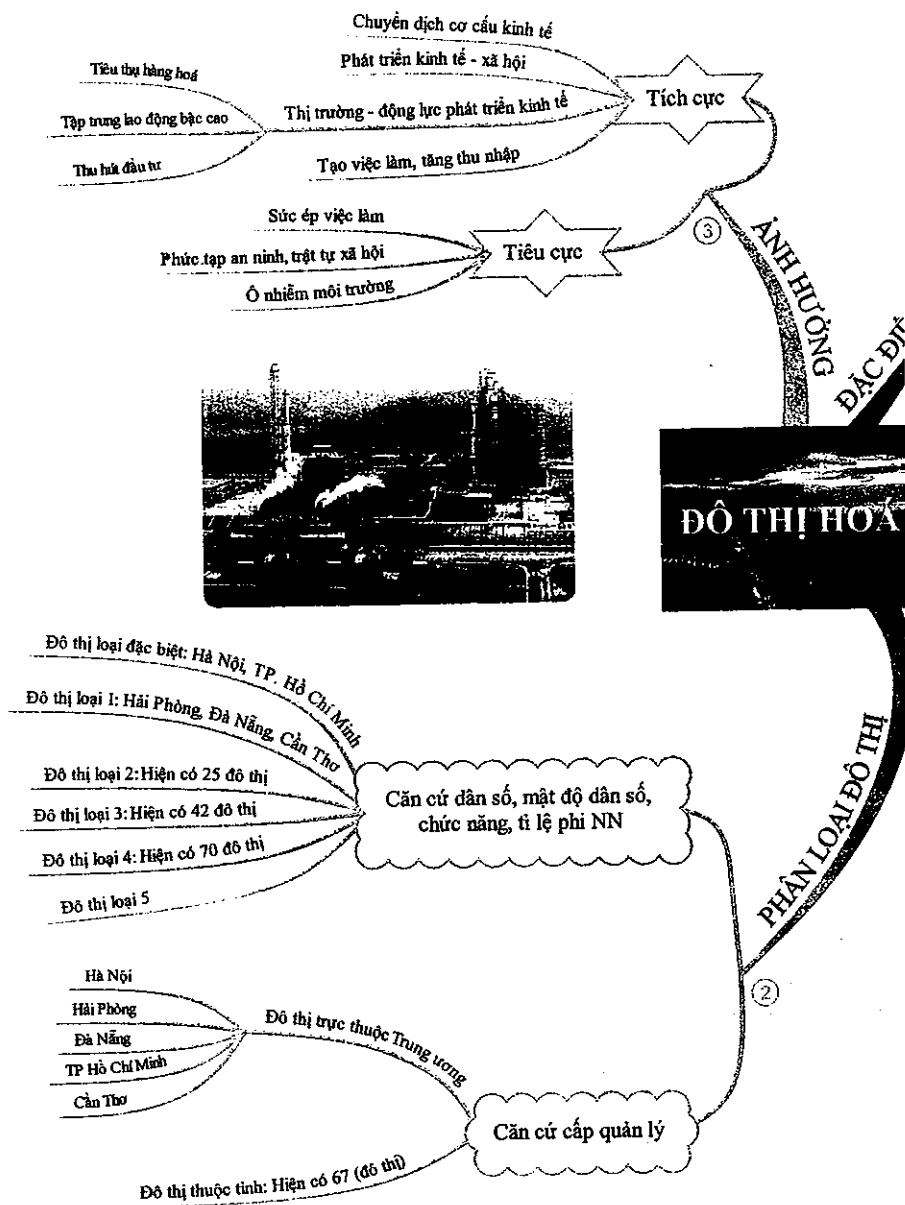 Chuyển dịch cơ cấu kinh tế
Phát triển kinh tế - xã hội
Tiêu thụ hàng hoá
Tập trung lao động bậc cao
Thu hút đầu tư
Thị trường - động lực phát triển kinh tế
Tạo việc làm, tăng thu nhập
Tích cực
Sức ép việc làm
Phức tạp an ninh, trật tự xã hội
Ô nhiễm môi trường
Tiêu cực
③
ẢNH HƯỞNG
ĐẶC ĐIỂ
ĐÔ THỊ HOÁ
Đô thị loại đặc biệt: Hà Nội, TP. Hồ Chí Minh
Đô thị loại I: Hải Phòng, Đà Nẵng, Cần Thơ
Đô thị loại 2: Hiện có 25 đô thị
Đô thị loại 3: Hiện có 42 đô thị
Đô thị loại 4: Hiện có 70 đô thị
Đô thị loại 5
Căn cứ dân số, mật độ dân số,
chức năng, tỉ lệ phi NN
PHÂN LOẠI ĐÔ THỊ
②
Hà Nội
Hải Phòng
Đà Nẵng
TP Hồ Chí Minh
Cần Thơ
Đô thị trực thuộc Trung ương
Căn cứ cấp quản lý
Đô thị thuộc tỉnh: Hiện có 67 (đô thị)